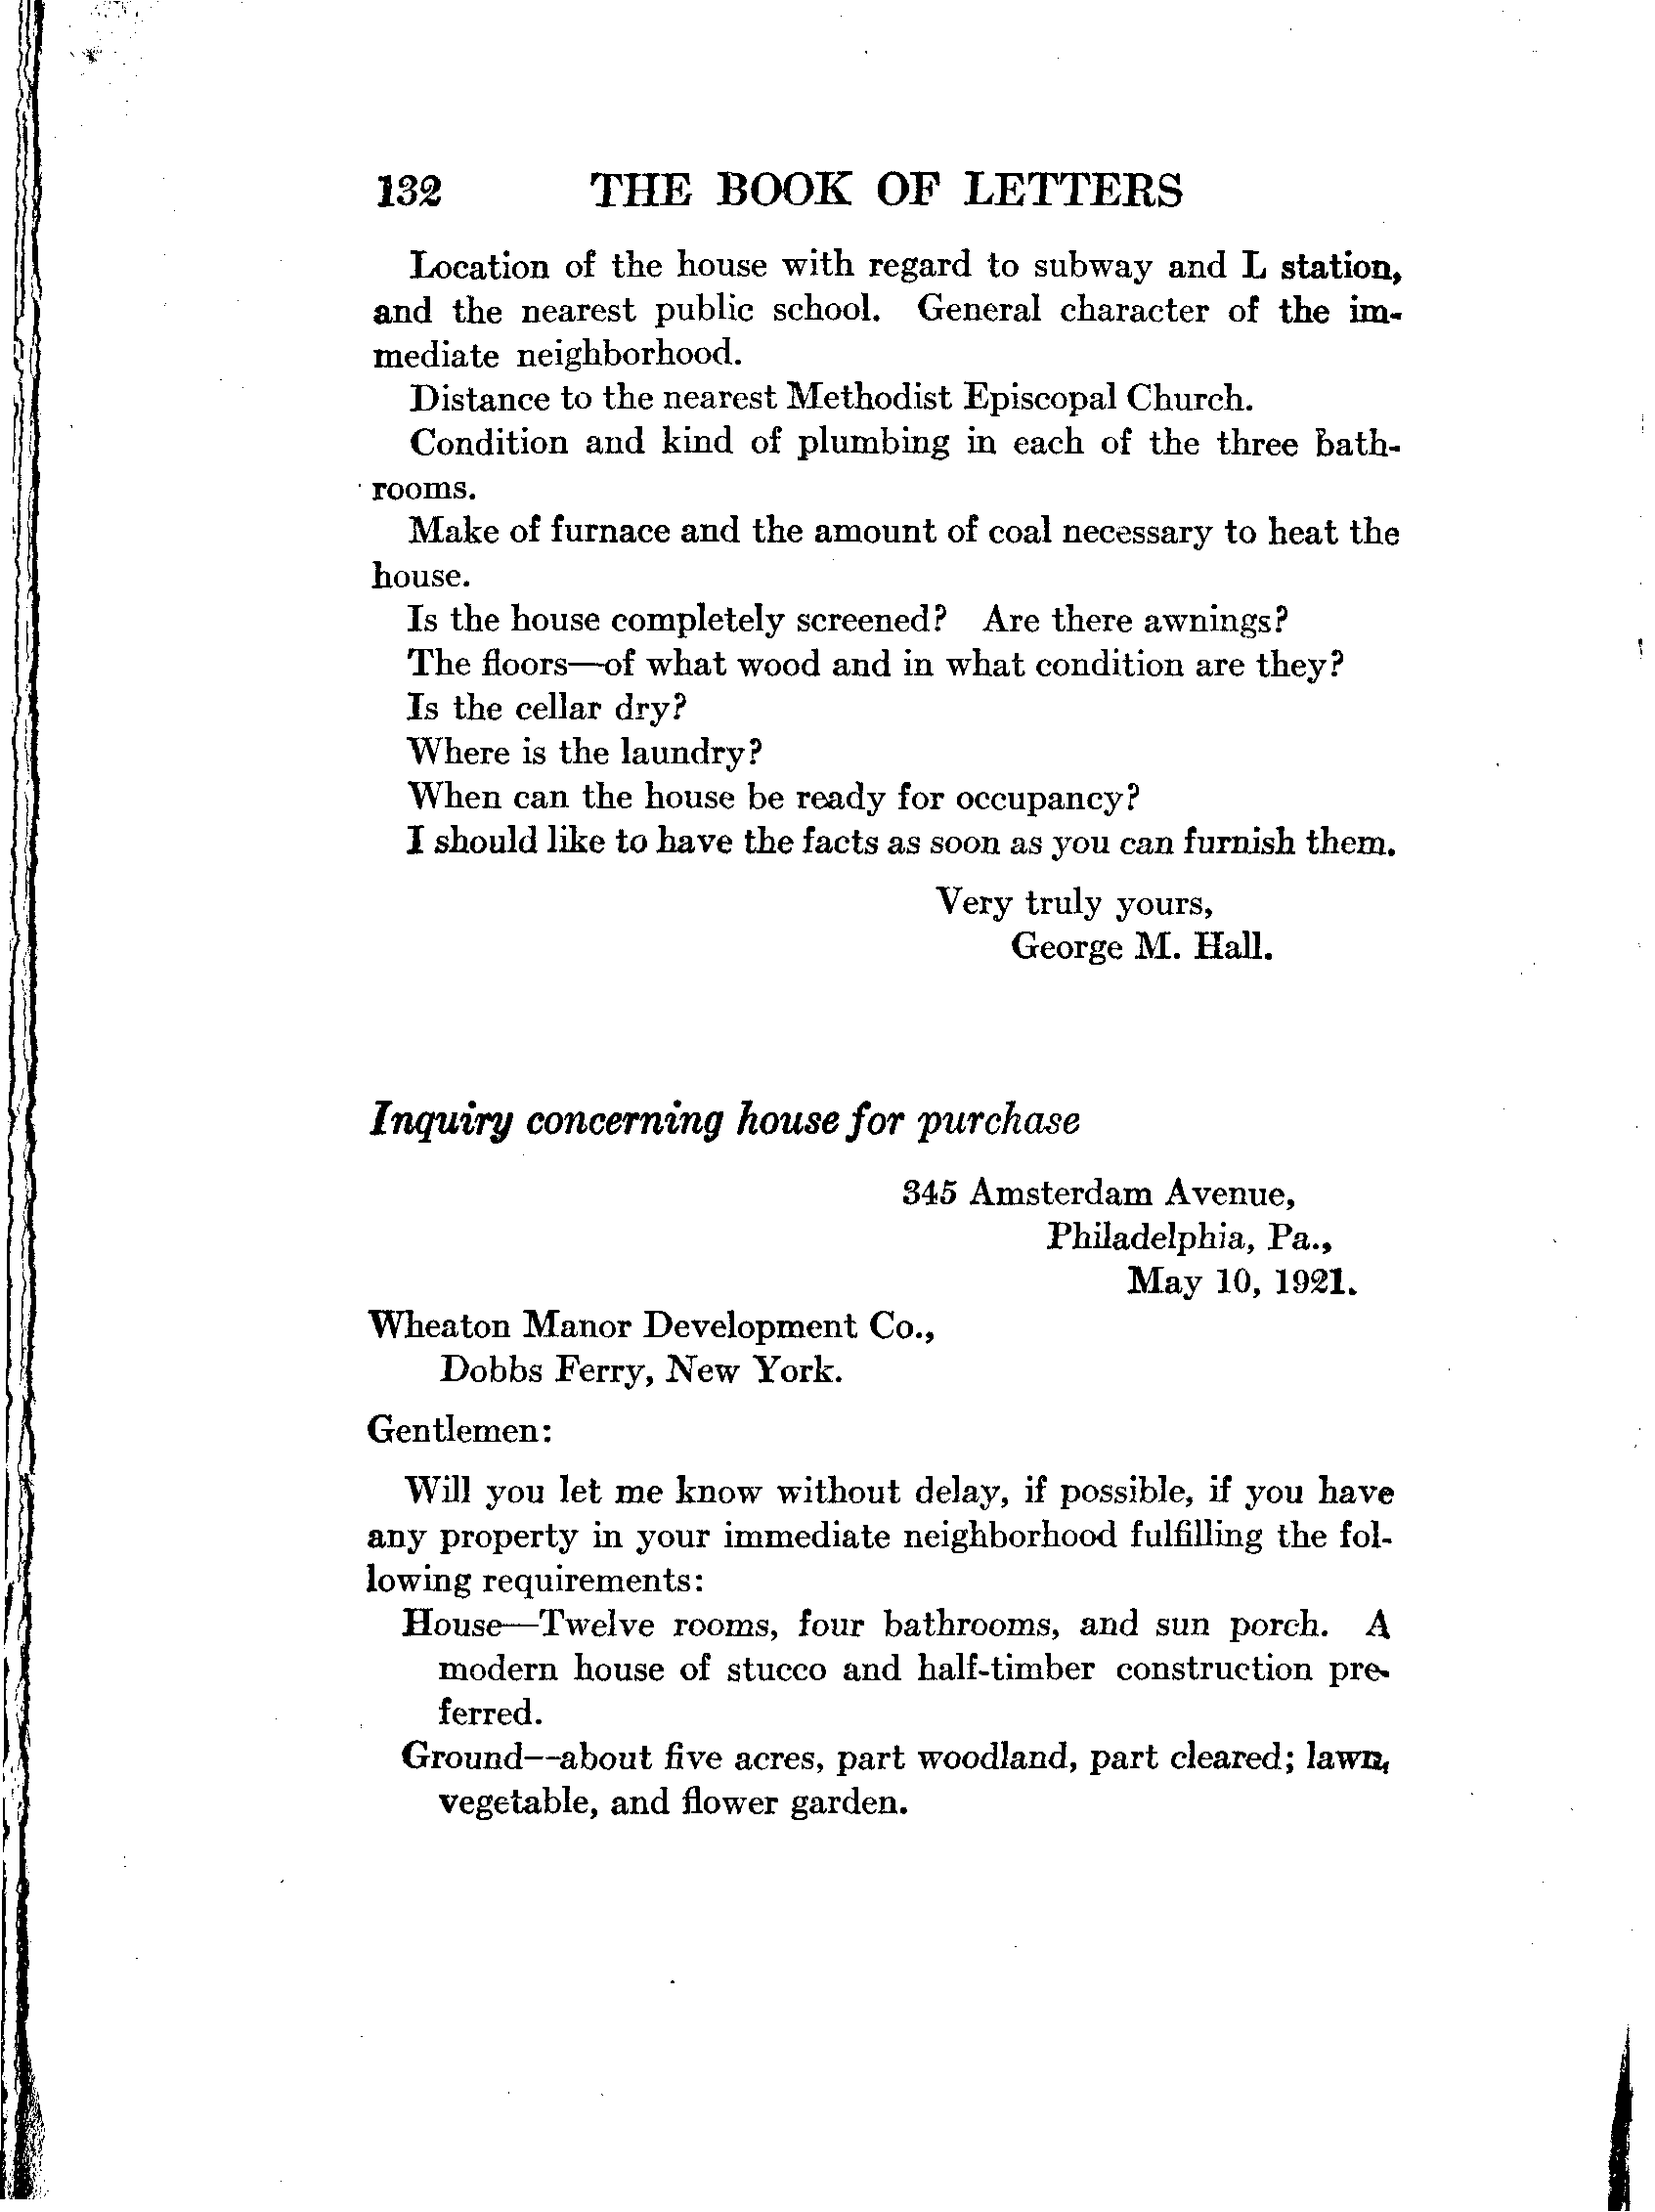 132 THE BOOK OF LETTERS
Location of the house with regard to subway and L station,
and the nearest public school. General character of the im-
mediate neighborhood.
Distance to the nearest Methodist Episcopal Church.
Condition and kind of plumbing in each of the three bath-
rooms.
Make of furnace and the amount of coal necessary to heat the
house.
Is the house completely screened? Are there awnings?
The floors—of what wood and in what condition are they?
Is the cellar dry?
Where is the laundry?
When can the house be ready for occupancy?
I should like to have the facts as soon as you can furnish them.
Very truly yours,
George M. Hall.
Inquiry concerning house for purchase
345 Amsterdam Avenue,
Philadelphia, Pa.,
May 10, 1921.
Wheaton Manor Development Co.,
Dobbs Ferry, New York.
Gentlemen:
Will you let me know without delay, if possible, if you have
any property in your immediate neighborhood fulfilling the fol-
lowing requirements:
House—Twelve rooms, four bathrooms, and sun porch. A
modern house of stucco and half-timber construction pre-
ferred.
Ground—about five acres, part woodland, part cleared; lawn,
vegetable, and flower garden.